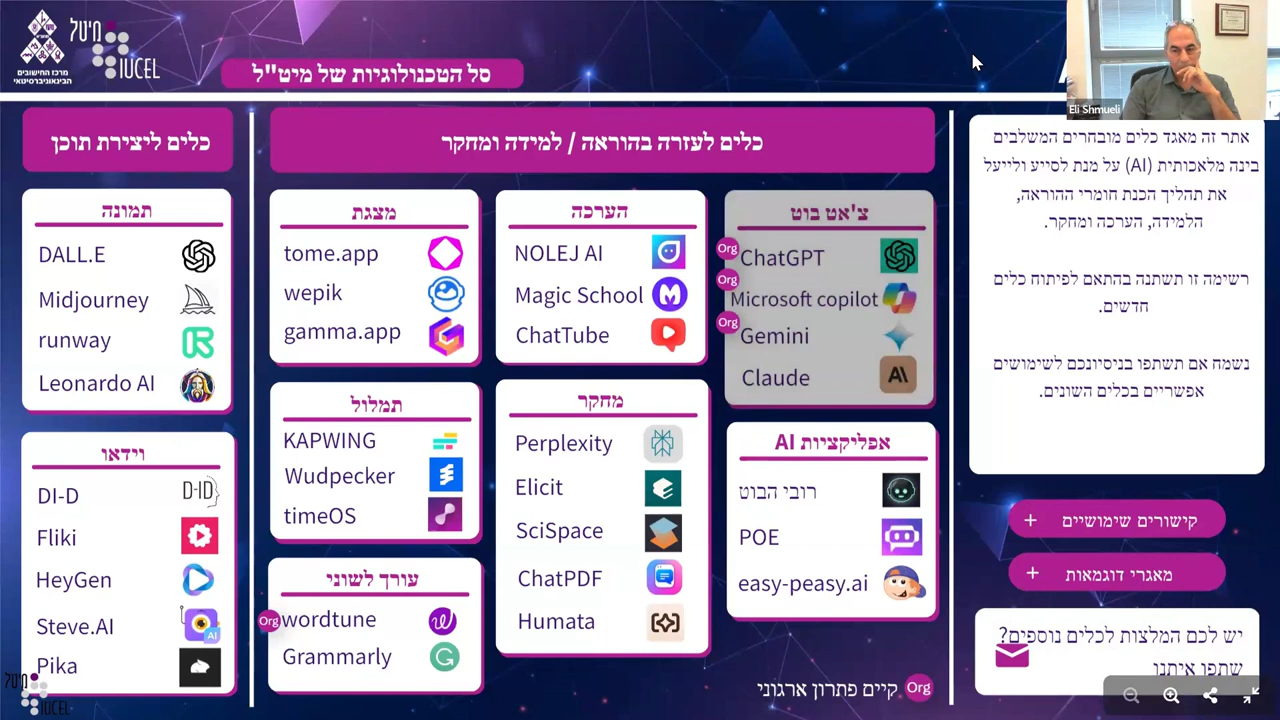 מיטל
IUCEL
מרכז החישובים
הבינאוניברסיטאי
סל הטכנולוגיות של מיט"ל
Eli Shmueli
אתר זה מאגד כלים מובחרים המשלבים
בינה מלאכותית (AI) על מנת לסייע ולייעל
את תהליך הכנת חומרי ההוראה,
הלמידה, הערכה ומחקר.
רשימה זו תשתנה בהתאם לפיתוח כלים
חדשים.
נשמח אם תשתפו בניסיונכם לשימושים
אפשריים בכלים השונים.
קישורים שימושיים +
מאגרי דוגמאות +
יש לכם המלצות לכלים נוספים?
שתפו איתנו
כלים לעזרה בהוראה / למידה ומחקר
צ'אט בוט
Org ChatGPT
Org Microsoft copilot
Org Gemini
Claude
אפליקציות AI
רובי הבוט
POE
easy-peasy.ai
הערכה
NOLEJ AI
Magic School
ChatTube
מחקר
Perplexity
Elicit
SciSpace
ChatPDF
Humata
מצגת
tome.app
wepik
gamma.app
תמלול
KAPWING
Wudpecker
timeOS
עורך לשוני
Org wordtune
Grammarly
Org קיים פתרון ארגוני
כלים ליצירת תוכן
תמונה
DALL.E
Midjourney
runway
Leonardo AI
וידאו
DI-D D-ID
Fliki
HeyGen
Steve.AI AI
Pika
מיטל
IUCEL